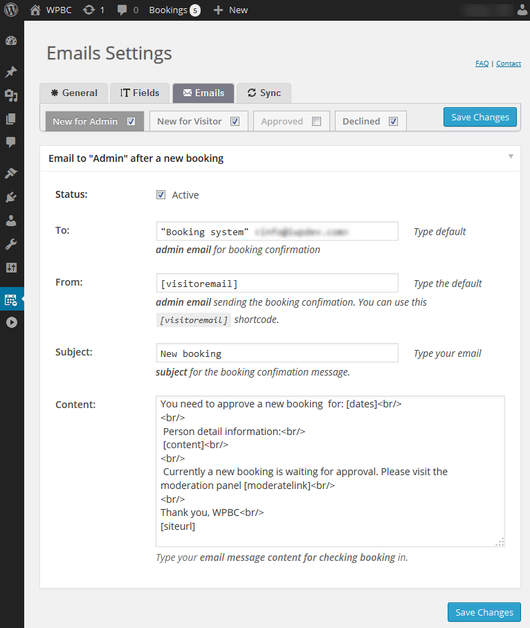 WPBC 1 0 Bookings 5 + New
Emails Settings
FAQ | Contact
General Fields Emails Sync
New for Admin New for Visitor Approved Declined Save Changes
Email to "Admin" after a new booking
Status: Active
To: "Booking system" Type default
admin email for booking confirmation
From: [visitoremail] Type the default
admin email sending the booking confimation. You can use this
[visitoremail] shortcode.
Subject: New booking Type your email
subject for the booking confimation message.
Content: You need to approve a new booking for: [dates]<br/>
<br/>
Person detail information:<br/>
[content]<br/>
<br/>
Currently a new booking is waiting for approval. Please visit the
moderation panel [moderatelink]<br/>
<br/>
Thank you, WPBC<br/>
[siteurl]
Type your email message content for checking booking in.
Save Changes